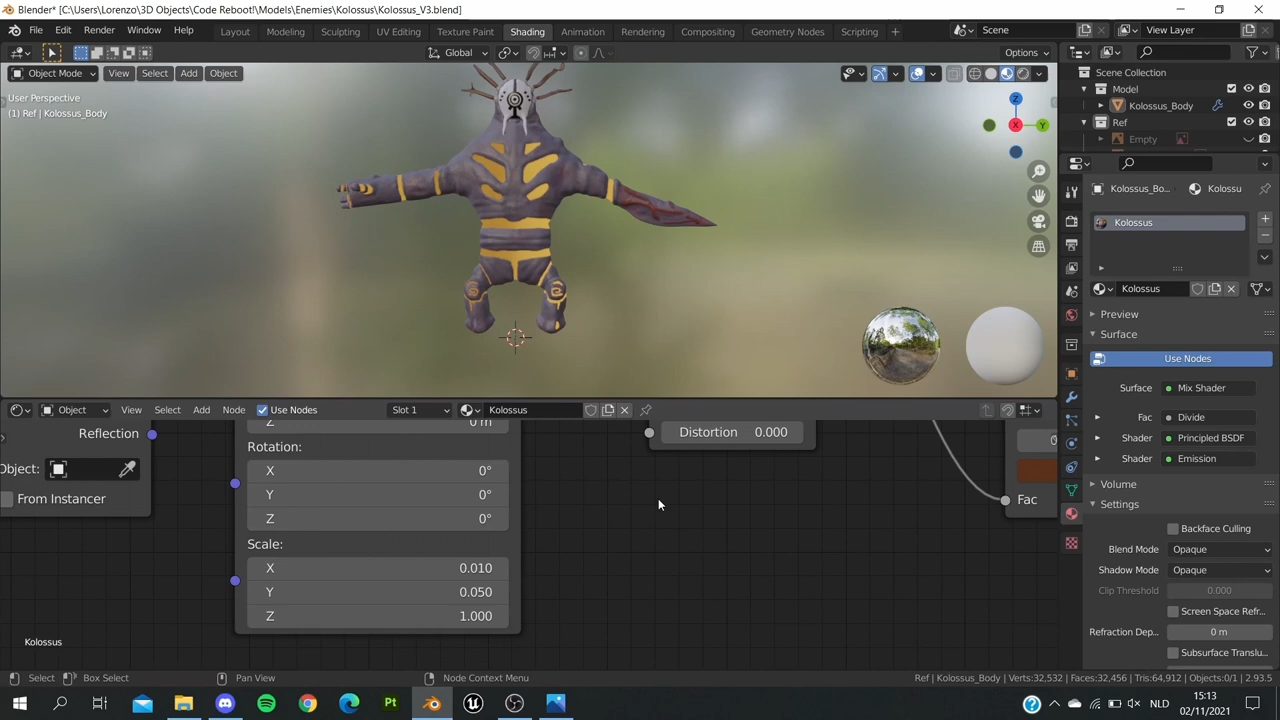 Blender* [C:\Users\Lorenzo\3D Objects\Code Reboot!\Models\Enemies\Kolossus\Kolossus_V3.blend]
File Edit Render Window Help Layout Modeling Sculpting UV Editing Texture Paint Shading Animation Rendering Compositing Geometry Nodes Scripting + Scene View Layer
Global Options
Object Mode View Select Add Object
User Perspective
(1) Ref | Kolossus_Body
Z
X
Y
Scene Collection
Model
Kolossus_Body
Ref
Empty
Kolossus_Bo... Kolossu
Kolossus
Kolossus
Preview
Surface
Use Nodes
Surface Mix Shader
Fac Divide
Shader Principled BSDF
Shader Emission
Volume
Settings
Backface Culling
Blend Mode Opaque
Shadow Mode Opaque
Clip Threshold 0.000
Screen Space Refr...
Refraction Dep... 0 m
Subsurface Translu...
Object View Select Add Node Use Nodes Slot 1 Kolossus
Reflection
Object:
From Instancer
Z 0 m
Rotation:
X 0°
Y 0°
Z 0°
Scale:
X 0.010
Y 0.050
Z 1.000
Distortion 0.000
Fac
Kolossus
Select Box Select Pan View Node Context Menu Ref | Kolossus_Body | Verts:32,532 | Faces:32,456 | Tris:64,912 | Objects:0/1 | 2.93.5
Pt
NLD
15:13
02/11/2021